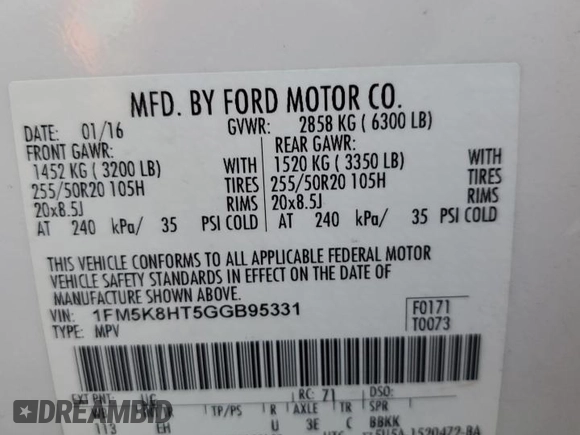 MFD. BY FORD MOTOR CO.
DATE: 01/16 GVWR: 2858 KG ( 6300 LB)
FRONT GAWR: REAR GAWR:
1452 KG ( 3200 LB) WITH 1520 KG ( 3350 LB) WITH
255/50R20 105H TIRES 255/50R20 105H TIRES
20x8.5J RIMS 20x8.5J RIMS
AT 240 kPa/ 35 PSI COLD AT 240 kPa/ 35 PSI COLD
THIS VEHICLE CONFORMS TO ALL APPLICABLE FEDERAL MOTOR
VEHICLE SAFETY STANDARDS IN EFFECT ON THE DATE OF
MANUFACTURE SHOWN ABOVE.
VIN: 1FM5K8HT5GGB95331 F0171
TYPE: MPV T0073
EXT PNT: RC: 71 DSO:
TP/PS R AXLE TR SPR
113 EH U 3E C BBKK
DREAMBID